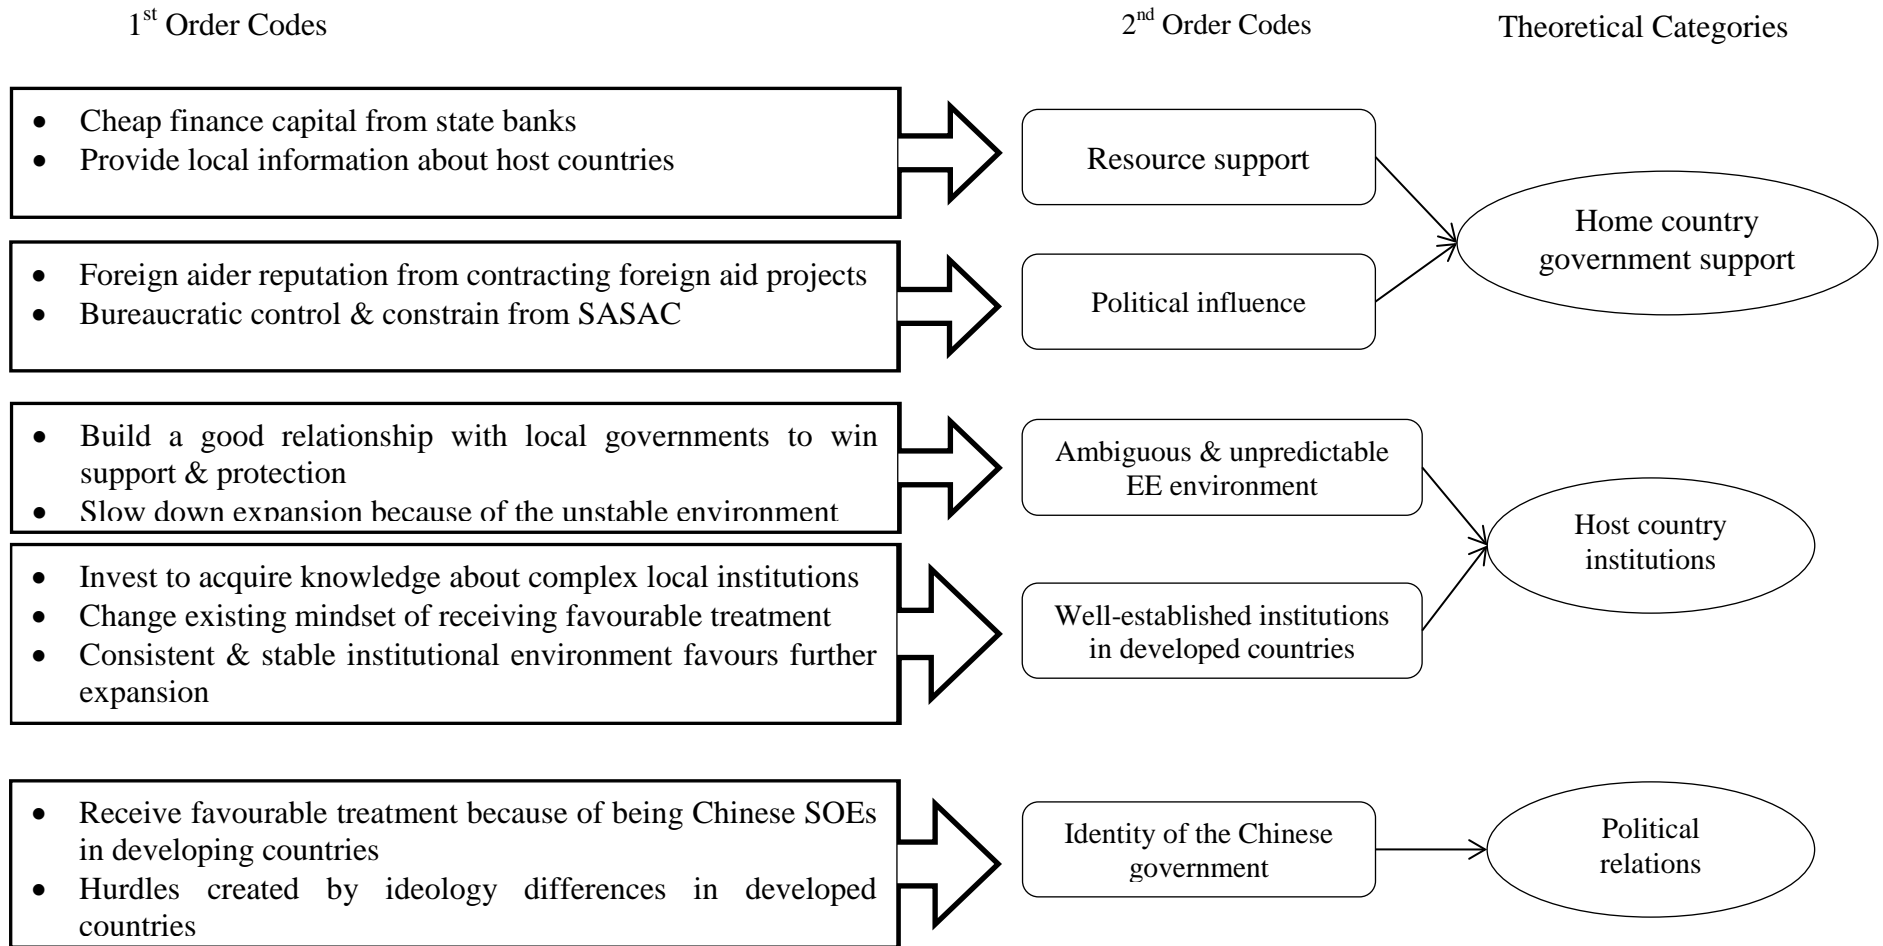 1st Order Codes
2nd Order Codes
Theoretical Categories
• Cheap finance capital from state banks
• Provide local information about host countries
Resource support
Home country
government support
• Foreign aider reputation from contracting foreign aid projects
• Bureaucratic control & constrain from SASAC
Political influence
• Build a good relationship with local governments to win
support & protection
• Slow down expansion because of the unstable environment
Ambiguous & unpredictable
EE environment
Host country
institutions
• Invest to acquire knowledge about complex local institutions
• Change existing mindset of receiving favourable treatment
• Consistent & stable institutional environment favours further
expansion
Well-established institutions
in developed countries
• Receive favourable treatment because of being Chinese SOEs
in developing countries
• Hurdles created by ideology differences in developed
countries
Identity of the Chinese
government
Political
relations